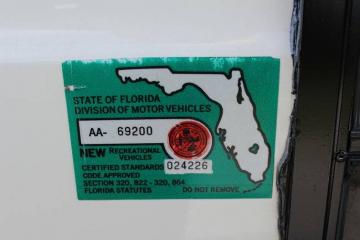 STATE OF FLORIDA
DIVISION OF MOTOR VEHICLES
AA- 69200
NEW RECREATIONAL VEHICLES
024226
CERTIFIED STANDARDS
CODE APPROVED
SECTION 320, 822 - 320, 864
FLORIDA STATUTES DO NOT REMOVE